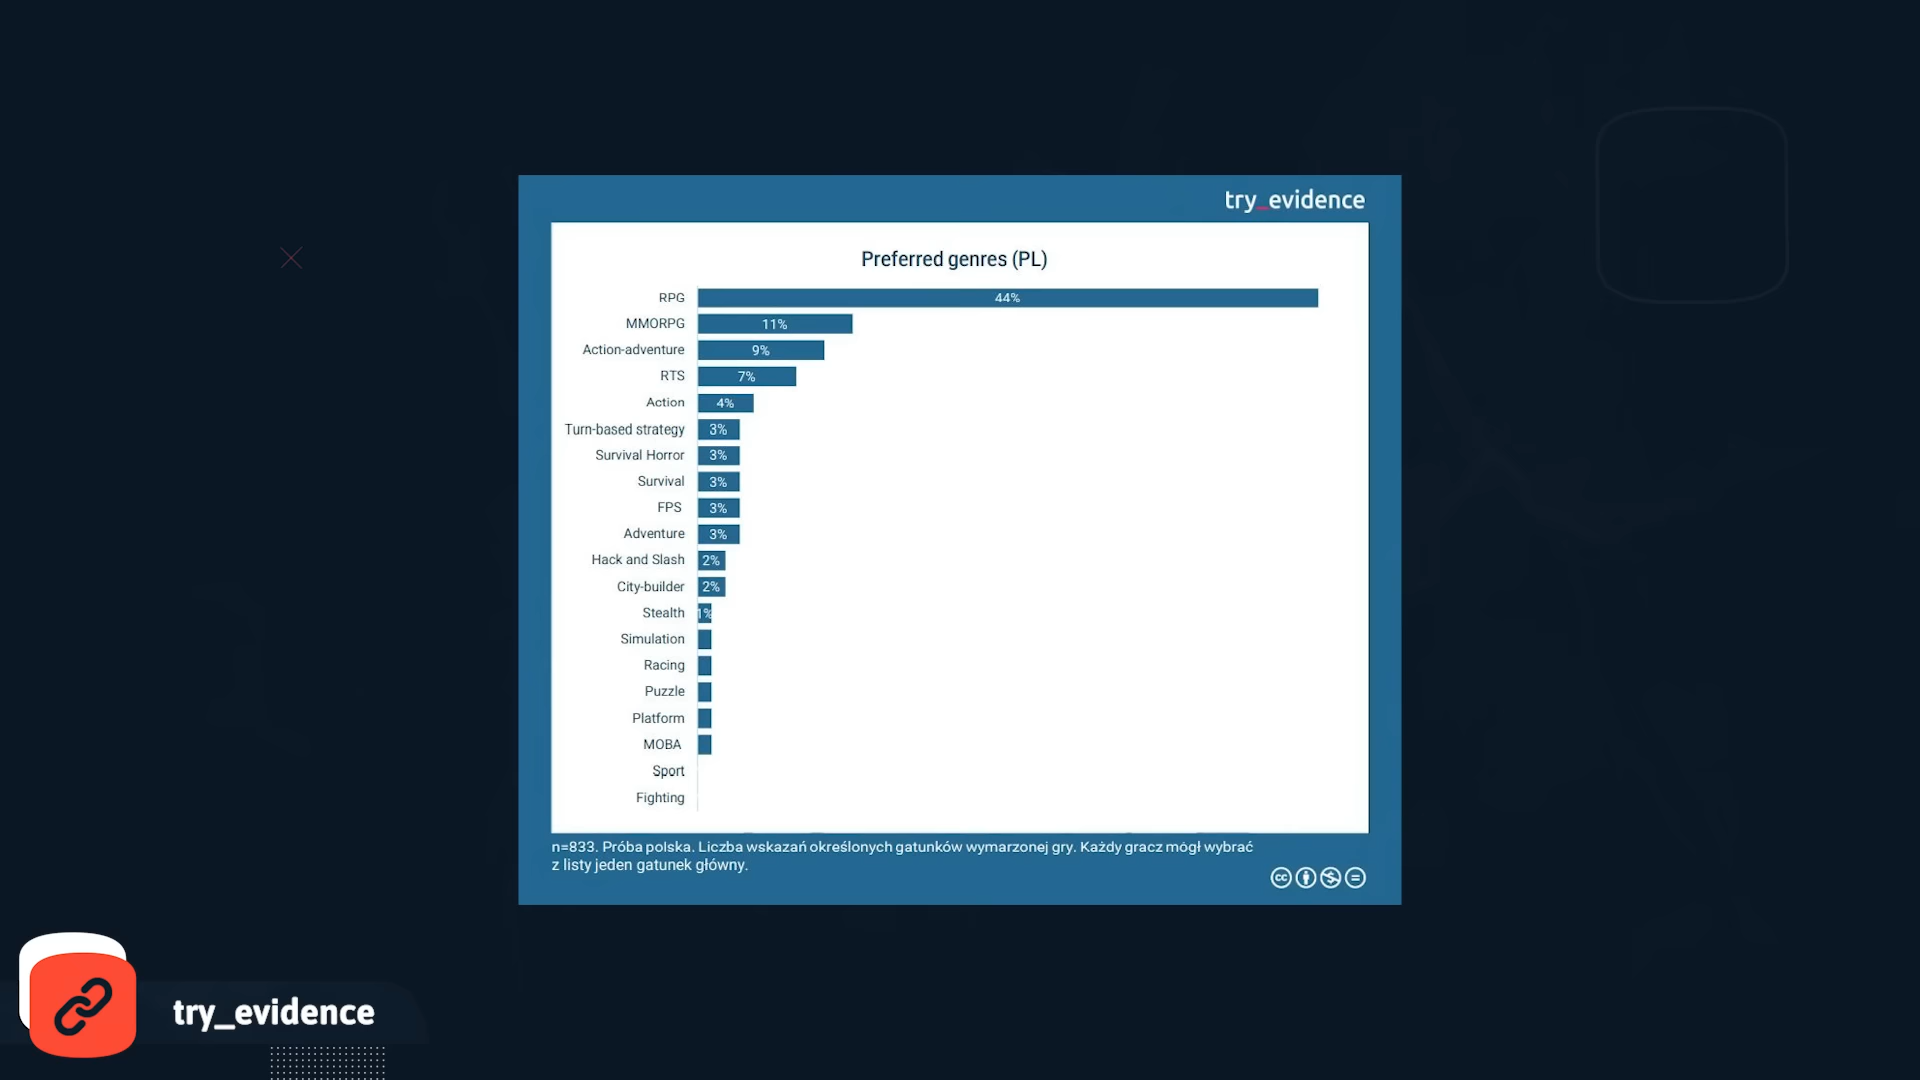 try_evidence
Preferred genres (PL)
RPG 44%
MMORPG 11%
Action-adventure 9%
RTS 7%
Action 4%
Turn-based strategy 3%
Survival Horror 3%
Survival 3%
FPS 3%
Adventure 3%
Hack and Slash 2%
City-builder 2%
Stealth 1%
Simulation
Racing
Puzzle
Platform
MOBA
Sport
Fighting
n=833. Próba polska. Liczba wskazań określonych gatunków wymarzonej gry. Każdy gracz mógł wybrać
z listy jeden gatunek główny.
cc
try_evidence